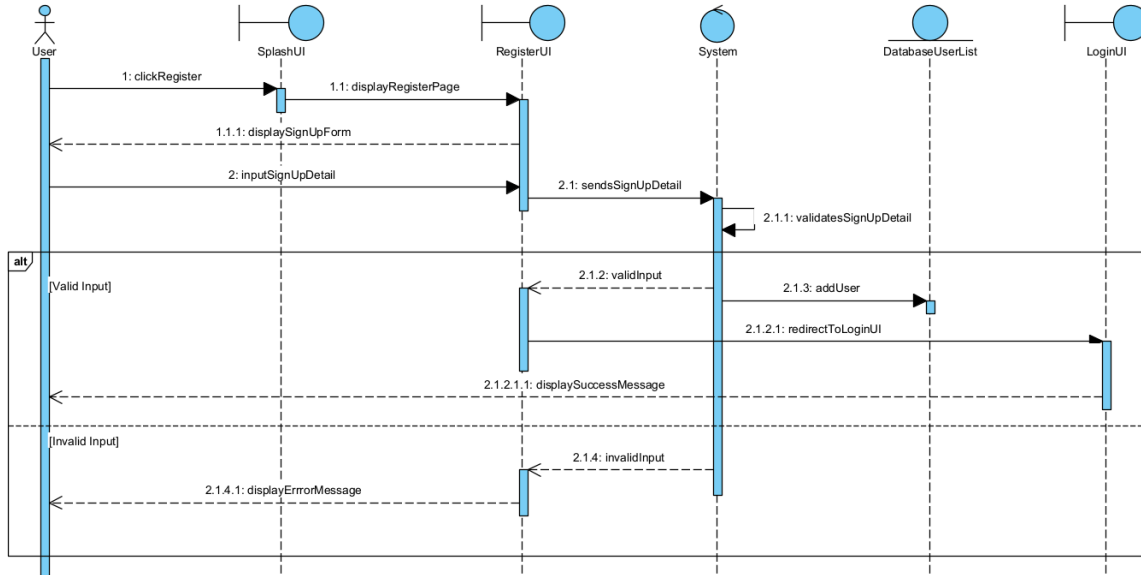 User
SplashUI
RegisterUI
System
DatabaseUserList
LoginUI
1: clickRegister
1.1: displayRegisterPage
1.1.1: displaySignUpForm
2: inputSignUpDetail
2.1: sendsSignUpDetail
2.1.1: validatesSignUpDetail
alt
[Valid Input]
2.1.2: validInput
2.1.3: addUser
2.1.2.1: redirectToLoginUI
2.1.2.1.1: displaySuccessMessage
[Invalid Input]
2.1.4: invalidInput
2.1.4.1: displayErrrorMessage